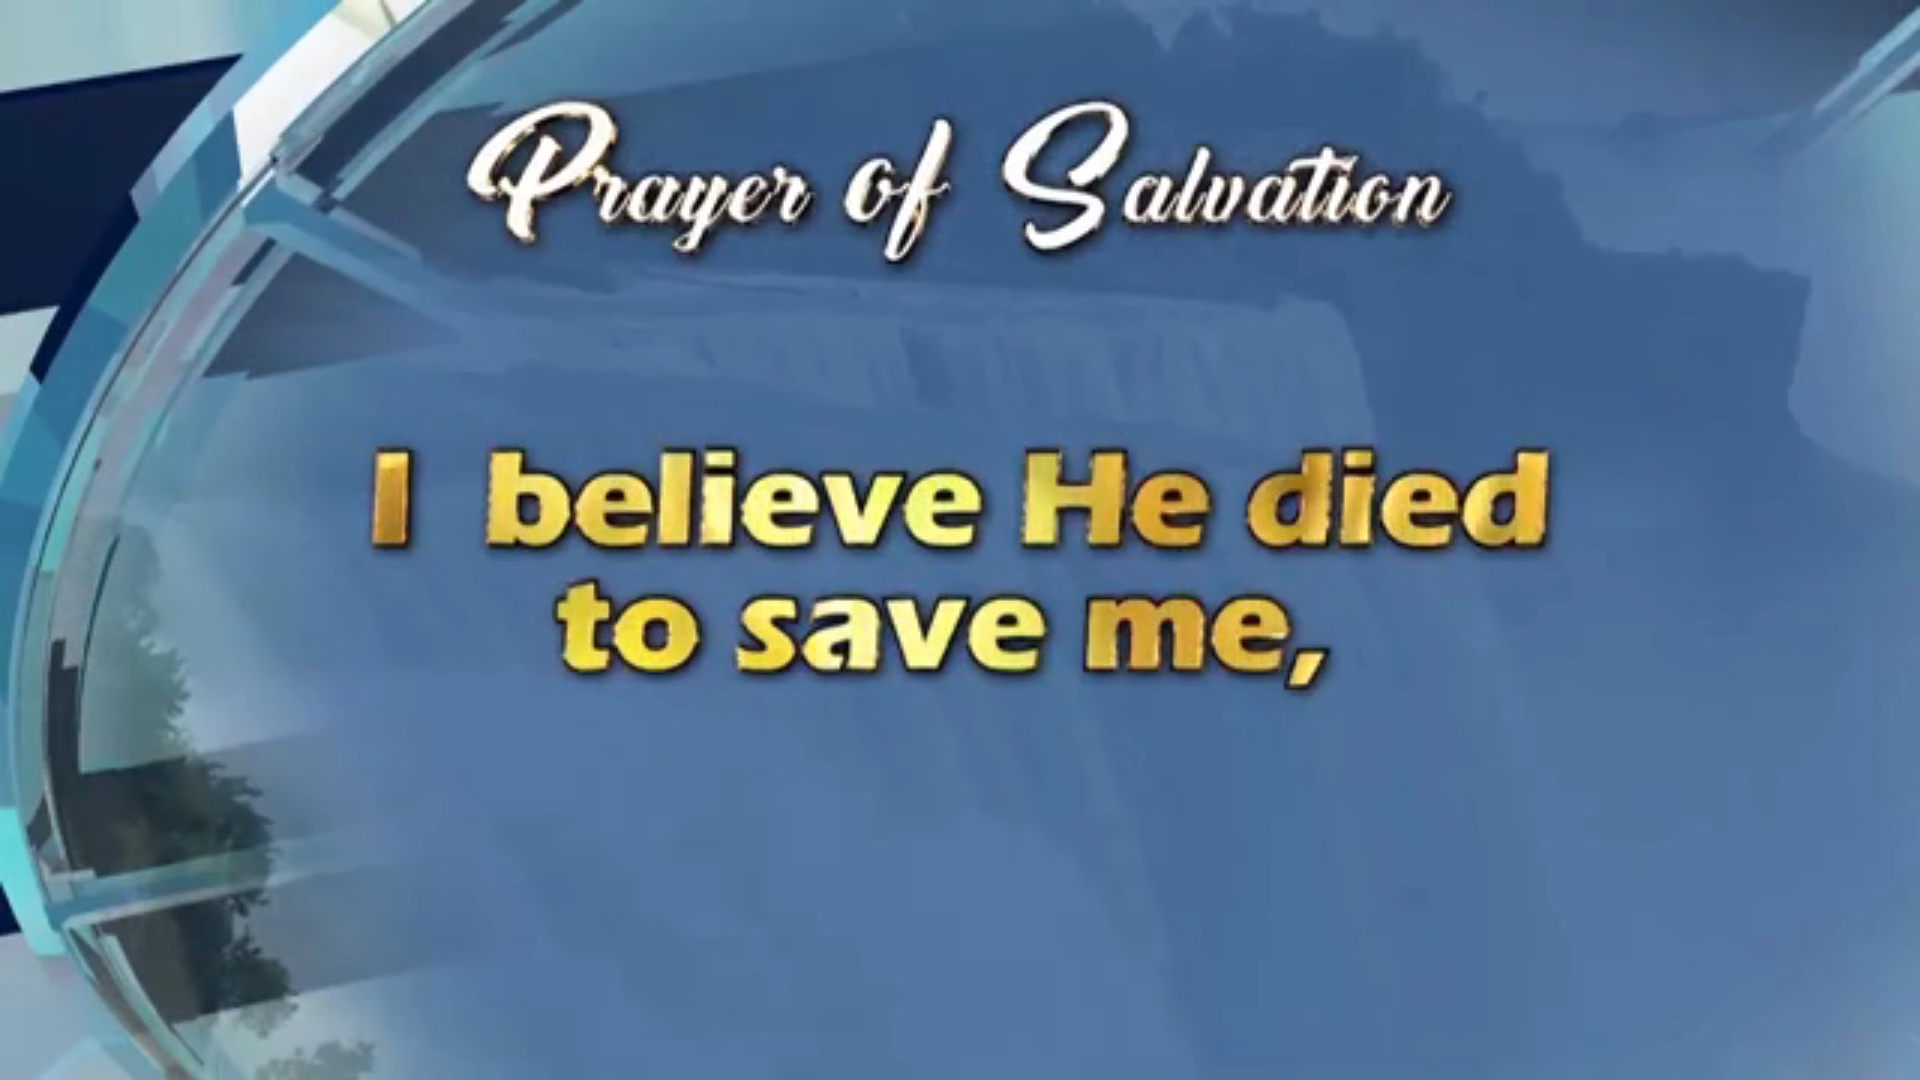 Prayer of Salvation
I believe He died
to save me,